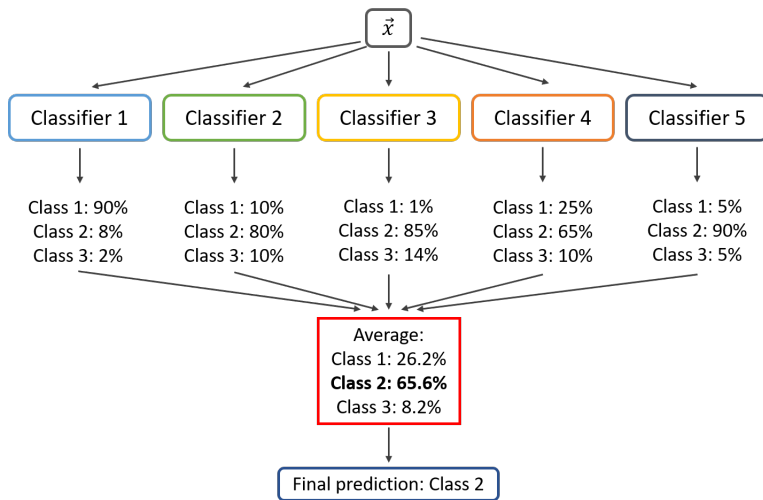 x⃗
Classifier 1
Classifier 2
Classifier 3
Classifier 4
Classifier 5
Class 1: 90%
Class 2: 8%
Class 3: 2%
Class 1: 10%
Class 2: 80%
Class 3: 10%
Class 1: 1%
Class 2: 85%
Class 3: 14%
Class 1: 25%
Class 2: 65%
Class 3: 10%
Class 1: 5%
Class 2: 90%
Class 3: 5%
Average:
Class 1: 26.2%
Class 2: 65.6%
Class 3: 8.2%
Final prediction: Class 2